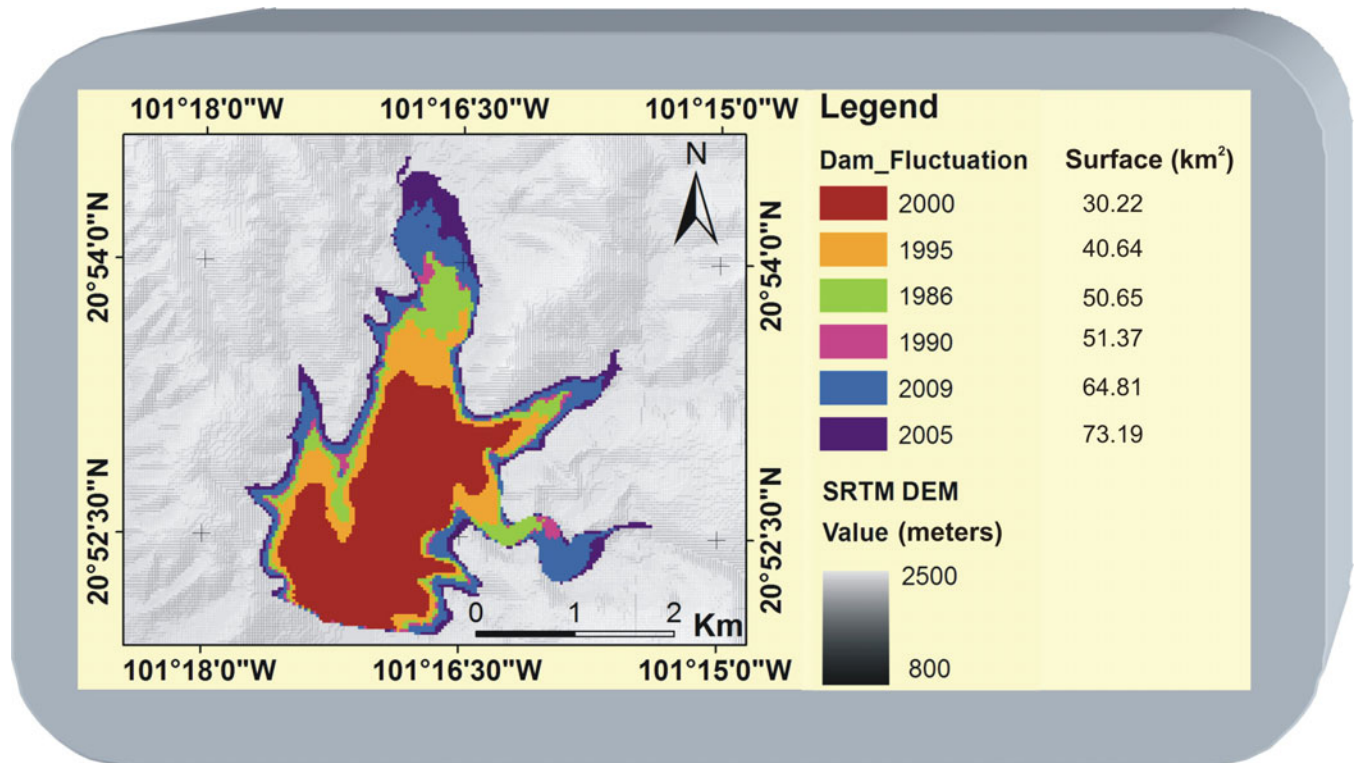 101°18'0"W 101°16'30"W 101°15'0"W
20°54'0"N
20°52'30"N
N
20°54'0"N
20°52'30"N
0 1 2 Km
101°18'0"W 101°16'30"W 101°15'0"W
Legend
Dam_Fluctuation Surface (km²)
2000 30.22
1995 40.64
1986 50.65
1990 51.37
2009 64.81
2005 73.19
SRTM DEM
Value (meters)
2500
800